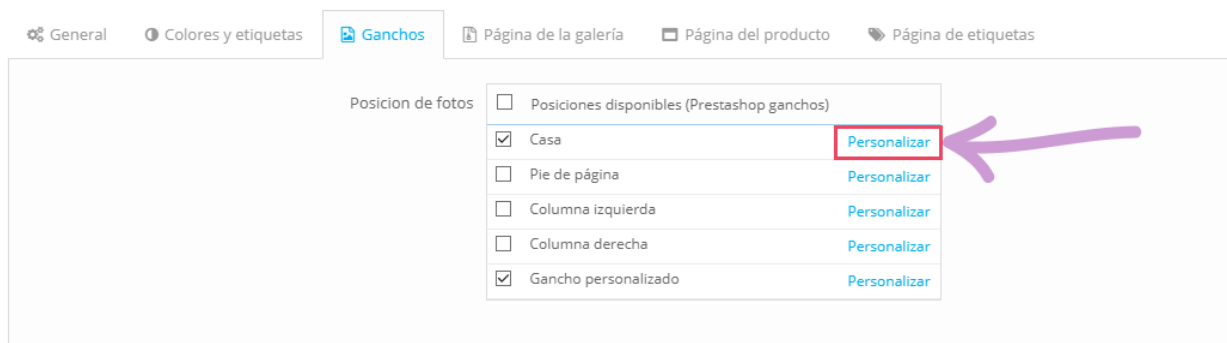 General Colores y etiquetas Ganchos Página de la galería Página del producto Página de etiquetas
Posicion de fotos Posiciones disponibles (Prestashop ganchos)
Casa Personalizar
Pie de página Personalizar
Columna izquierda Personalizar
Columna derecha Personalizar
Gancho personalizado Personalizar